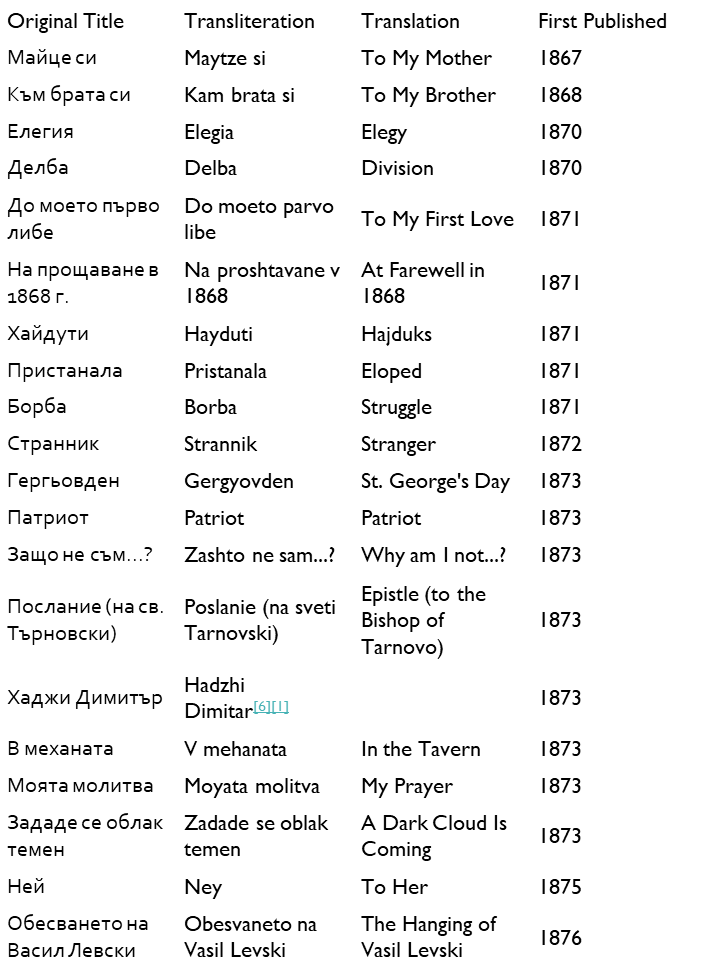 Original Title Transliteration Translation First Published
Майце си Maytze si To My Mother 1867
Към брата си Kam brata si To My Brother 1868
Елегия Elegia Elegy 1870
Делба Delba Division 1870
До моето първо либе Do moeto parvo libe To My First Love 1871
На прощаване в 1868 г. Na proshtavane v 1868 At Farewell in 1868 1871
Хайдути Hayduti Hajduks 1871
Пристанала Pristanala Eloped 1871
Борба Borba Struggle 1871
Странник Strannik Stranger 1872
Гергьовден Gergyovden St. George's Day 1873
Патриот Patriot Patriot 1873
Защо не съм...? Zashto ne sam...? Why am I not...? 1873
Послание (на св. Търновски) Poslanie (na sveti Tarnovski) Epistle (to the Bishop of Tarnovo) 1873
Хаджи Димитър Hadzhi Dimitar[6][1] 1873
В механата V mehanata In the Tavern 1873
Моята молитва Moyata molitva My Prayer 1873
Зададе се облак темен Zadade se oblak temen A Dark Cloud Is Coming 1873
Ней Ney To Her 1875
Обесването на Васил Левски Obesvaneto na Vasil Levski The Hanging of Vasil Levski 1876